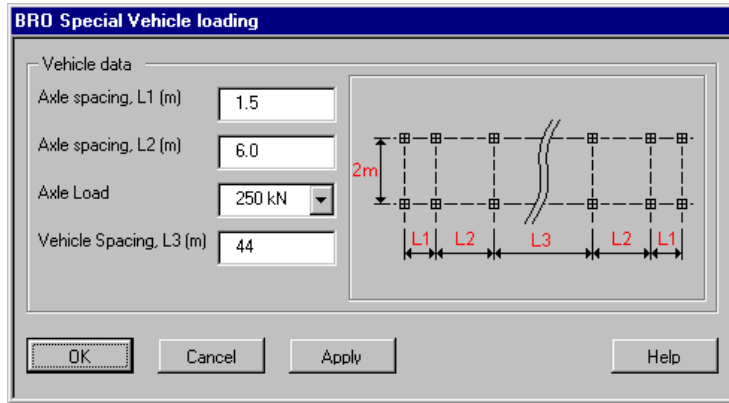 BRO Special Vehicle loading
Vehicle data
Axle spacing, L1 (m)
1.5
Axle spacing, L2 (m)
6.0
Axle Load
250 kN
Vehicle Spacing, L3 (m)
44
2m
L1 L2 L3 L2 L1
OK Cancel Apply Help